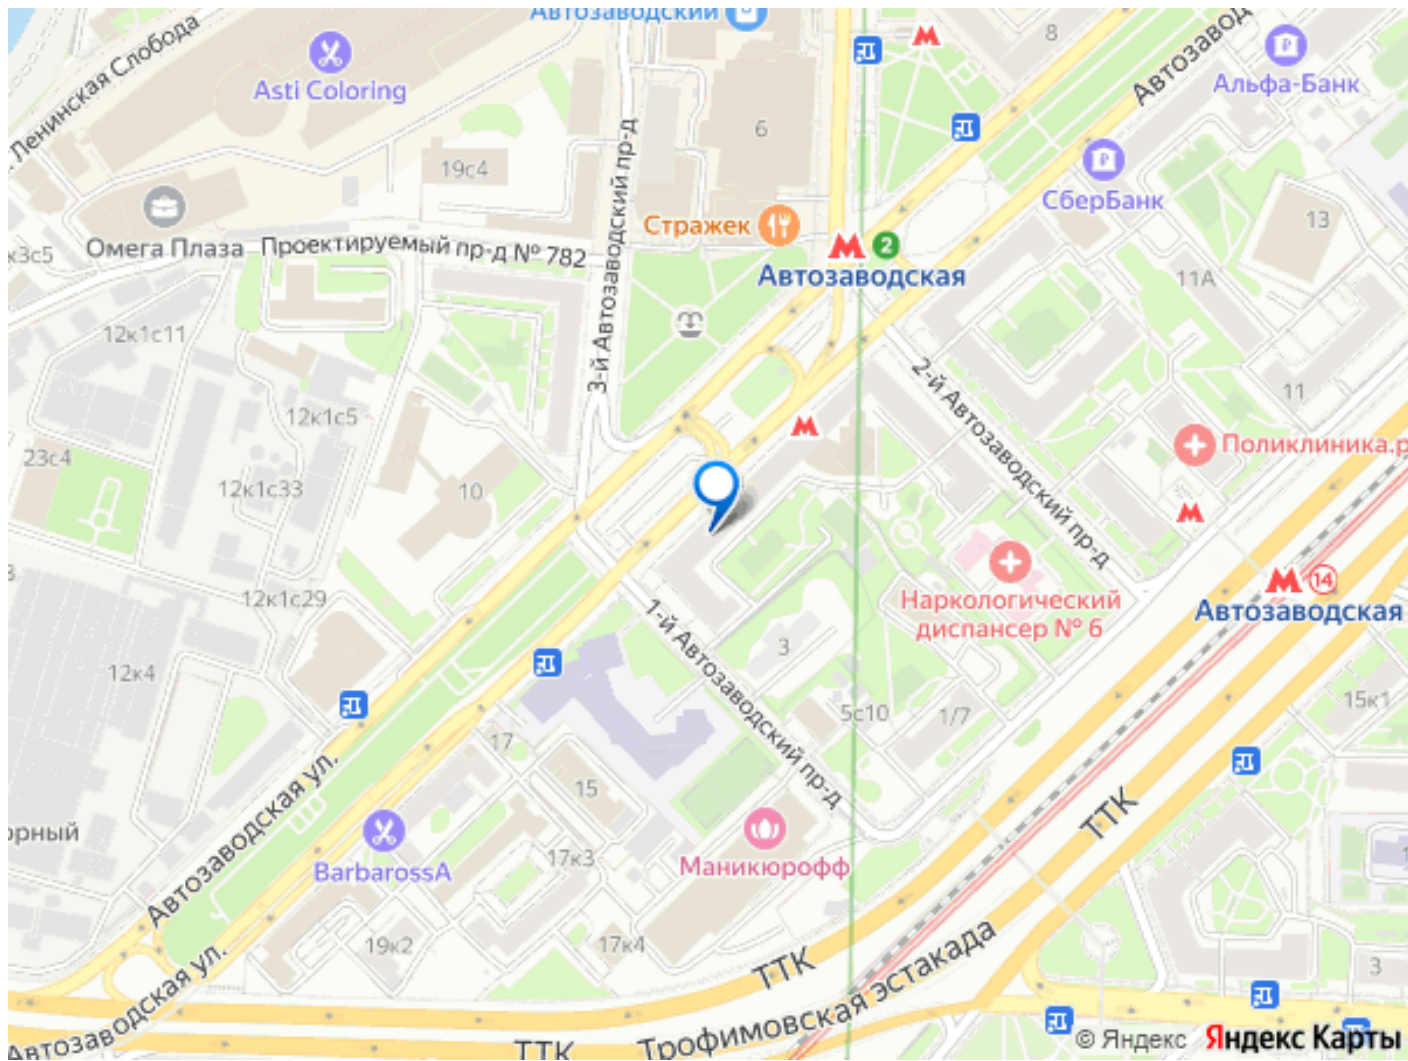 Автозаводский
8
Ленинская Слобода
Asti Coloring
Альфа-Банк
6
19с4
3-й Автозаводский пр-д
СберБанк
Стражек
13
Омега Плаза
Проектируемый пр-д № 782
2
Автозаводская
11А
12к1с11
2-й Автозаводский пр-д
11
12к1с5
Поликлиника.р
23с4
12к1с33
10
Наркологический
диспансер № 6
14
Автозаводская
12к1с29
1-й Автозаводский пр-д
3
12к4
5с10
1/7
15к1
17
15
Автозаводская ул.
ТТК
BarbarossA
17к3
Маникюрофф
19к2
17к4
ТТК
Трофимовская эстакада
3
Автозаводская ул.
ТТК
© Яндекс Яндекс Карты